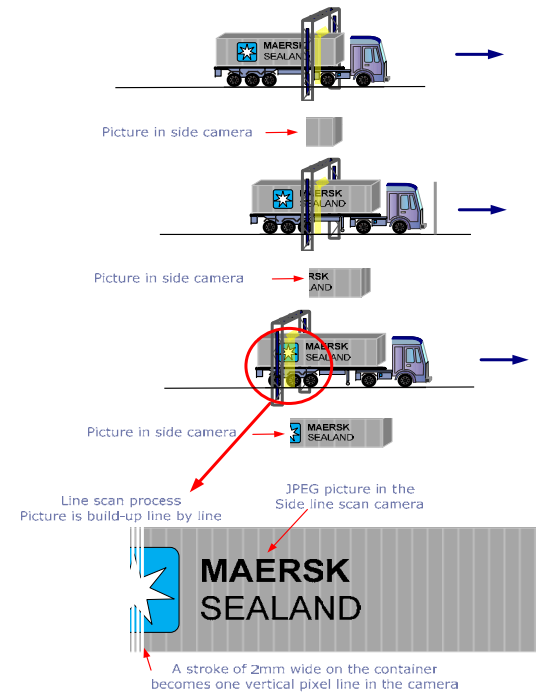 MAERSK
SEALAND
Picture in side camera
MAERSK
SEALAND
Picture in side camera
RSK
AND
MAERSK
SEALAND
Picture in side camera
MAERSK
SEALAND
Line scan process
Picture is build-up line by line
JPEG picture in the
Side line scan camera
MAERSK
SEALAND
A stroke of 2mm wide on the container
becomes one vertical pixel line in the camera